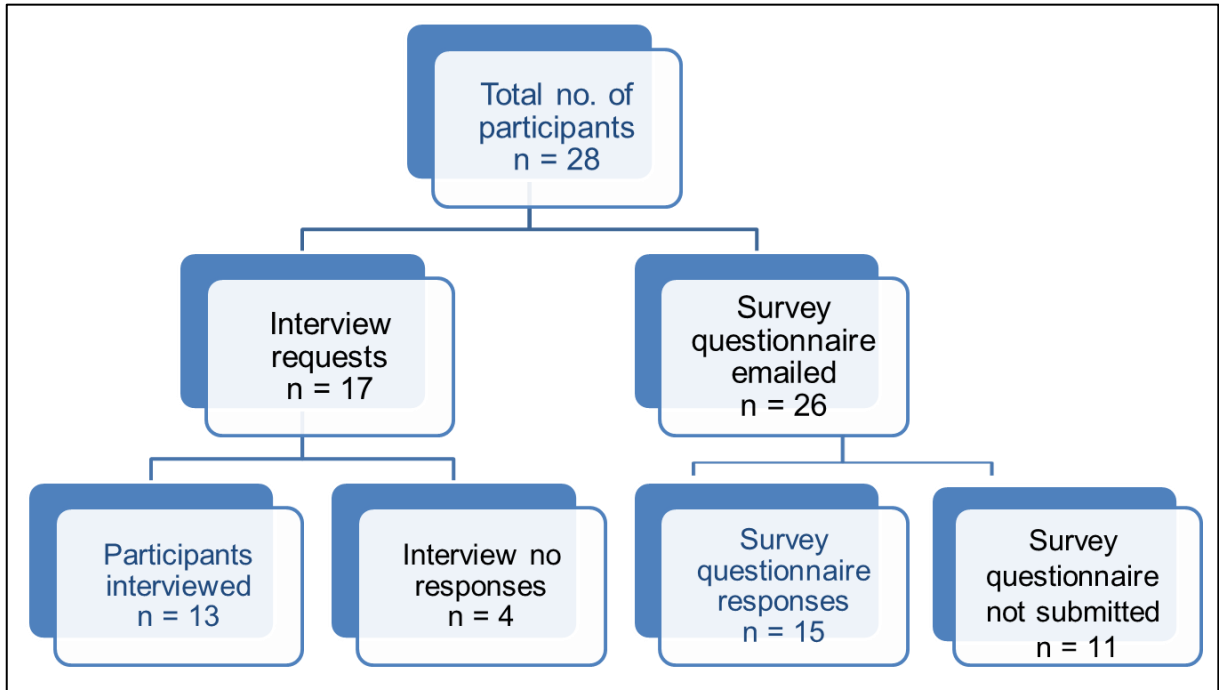 Total no. of
participants
n = 28
Interview
requests
n = 17
Survey
questionnaire
emailed
n = 26
Participants
interviewed
n = 13
Interview no
responses
n = 4
Survey
questionnaire
responses
n = 15
Survey
questionnaire
not submitted
n = 11